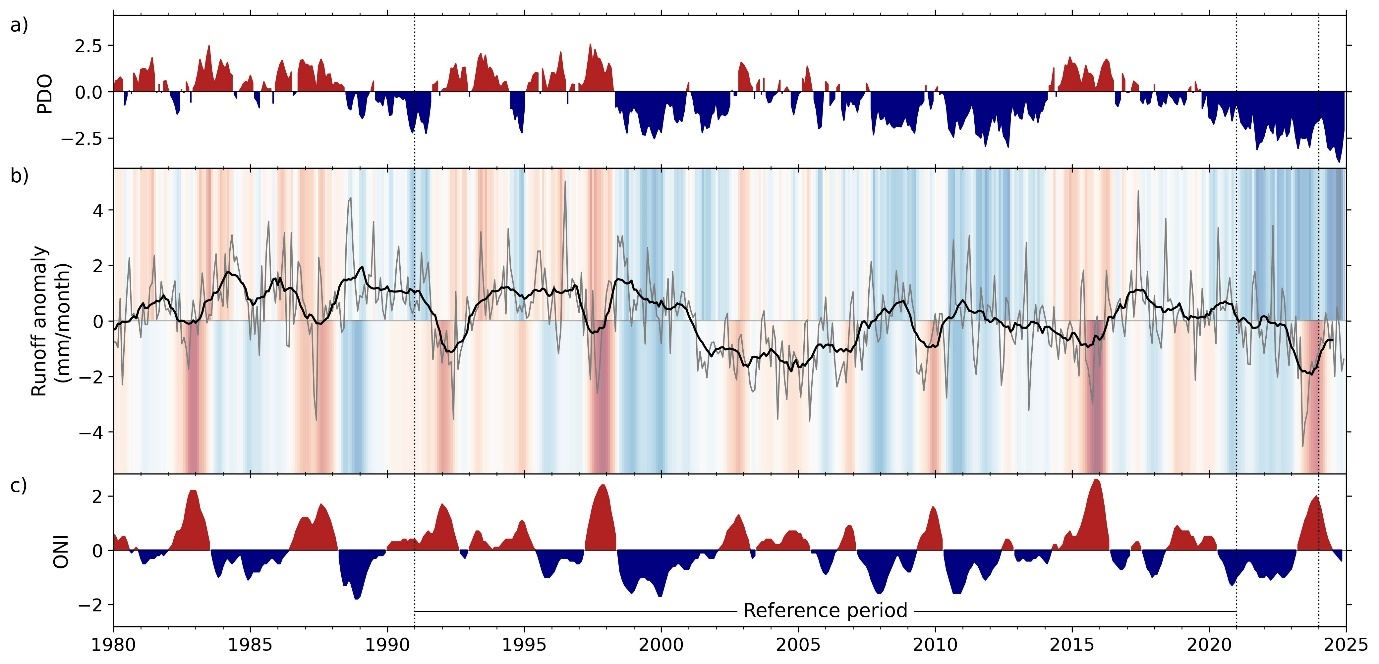 a)
PDO
2.5
0.0
−2.5
b)
Runoff anomaly
(mm/month)
4
2
0
−2
−4
c)
ONI
2
0
−2
Reference period
1980 1985 1990 1995 2000 2005 2010 2015 2020 2025